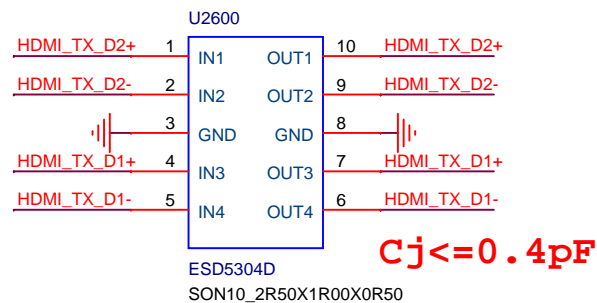 U2600
HDMI_TX_D2+ 1 IN1 OUT1 10 HDMI_TX_D2+
HDMI_TX_D2- 2 IN2 OUT2 9 HDMI_TX_D2-
3 GND GND 8
HDMI_TX_D1+ 4 IN3 OUT3 7 HDMI_TX_D1+
HDMI_TX_D1- 5 IN4 OUT4 6 HDMI_TX_D1-
Cj<=0.4pF
ESD5304D
SON10_2R50X1R00X0R50